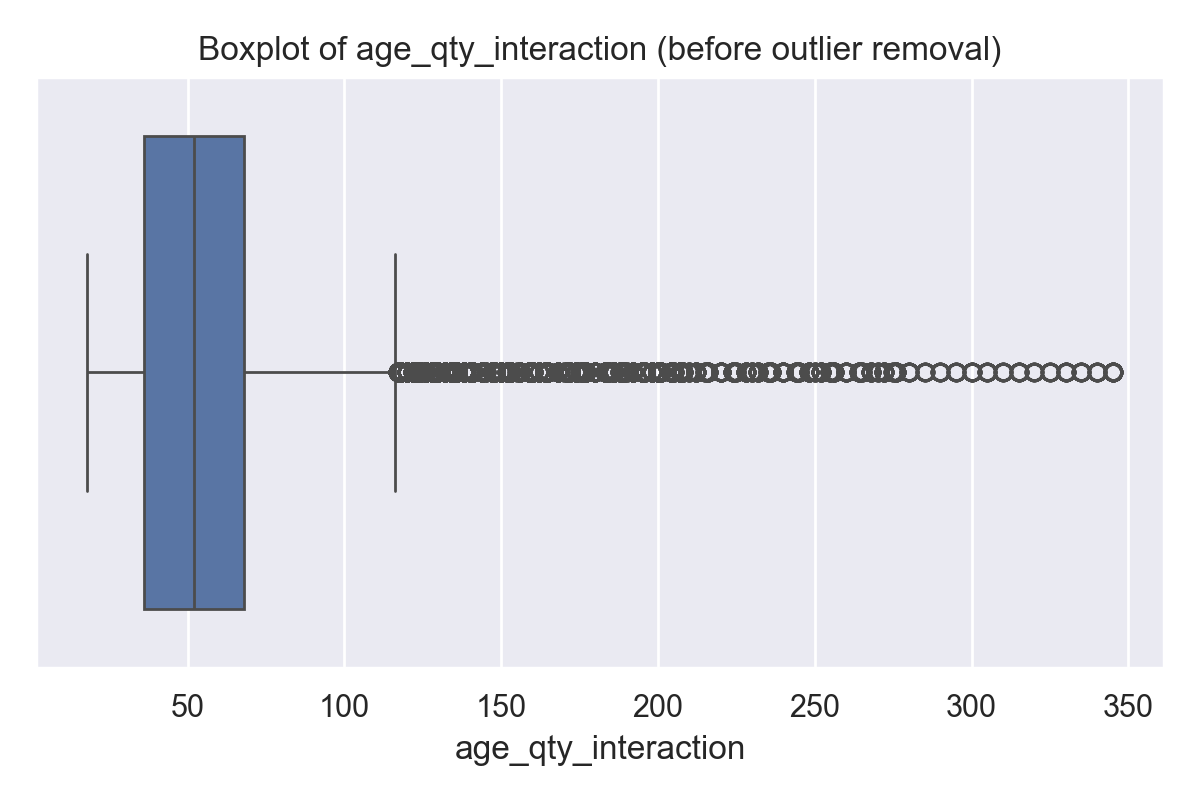 Boxplot of age_qty_interaction (before outlier removal)
50 100 150 200 250 300 350
age_qty_interaction